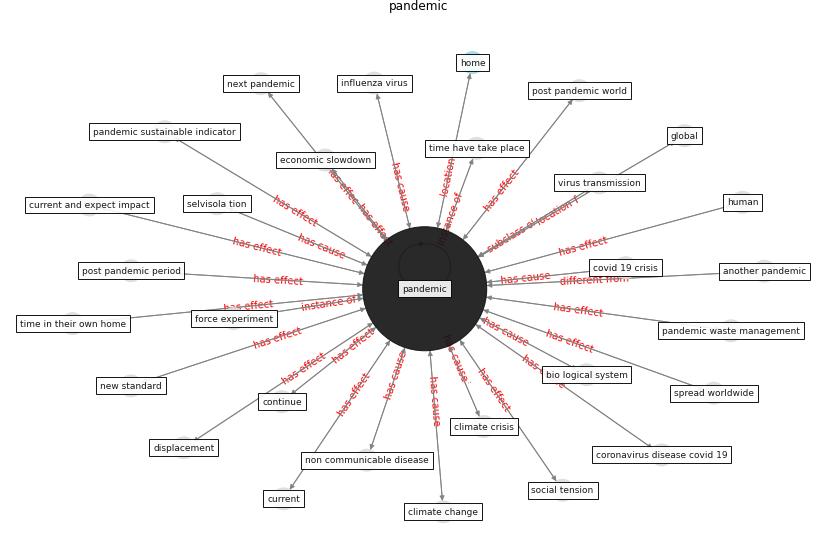 pandemic
home
next pandemic
influenza virus
post pandemic world
pandemic sustainable indicator
global
time have take place
economic slowdown
virus transmission
current and expect impact
selvisola tion
human
location
has cause
has effect
has effect
has effect
has effect
instance of
has effect
has cause
subclass of
location
has effect
has effect
covid 19 crisis
another pandemic
post pandemic period
has effect
has cause
different from...
pandemic
time in their own home
force experiment
has effect
instance of
has effect
pandemic waste management
has effect
has effect
has cause
has effect
new standard
has effect
has effect
has cause
bio logical system
spread worldwide
has effect
has cause
has cause
has effect
continue
displacement
climate crisis
coronavirus disease covid 19
non communicable disease
current
social tension
climate change